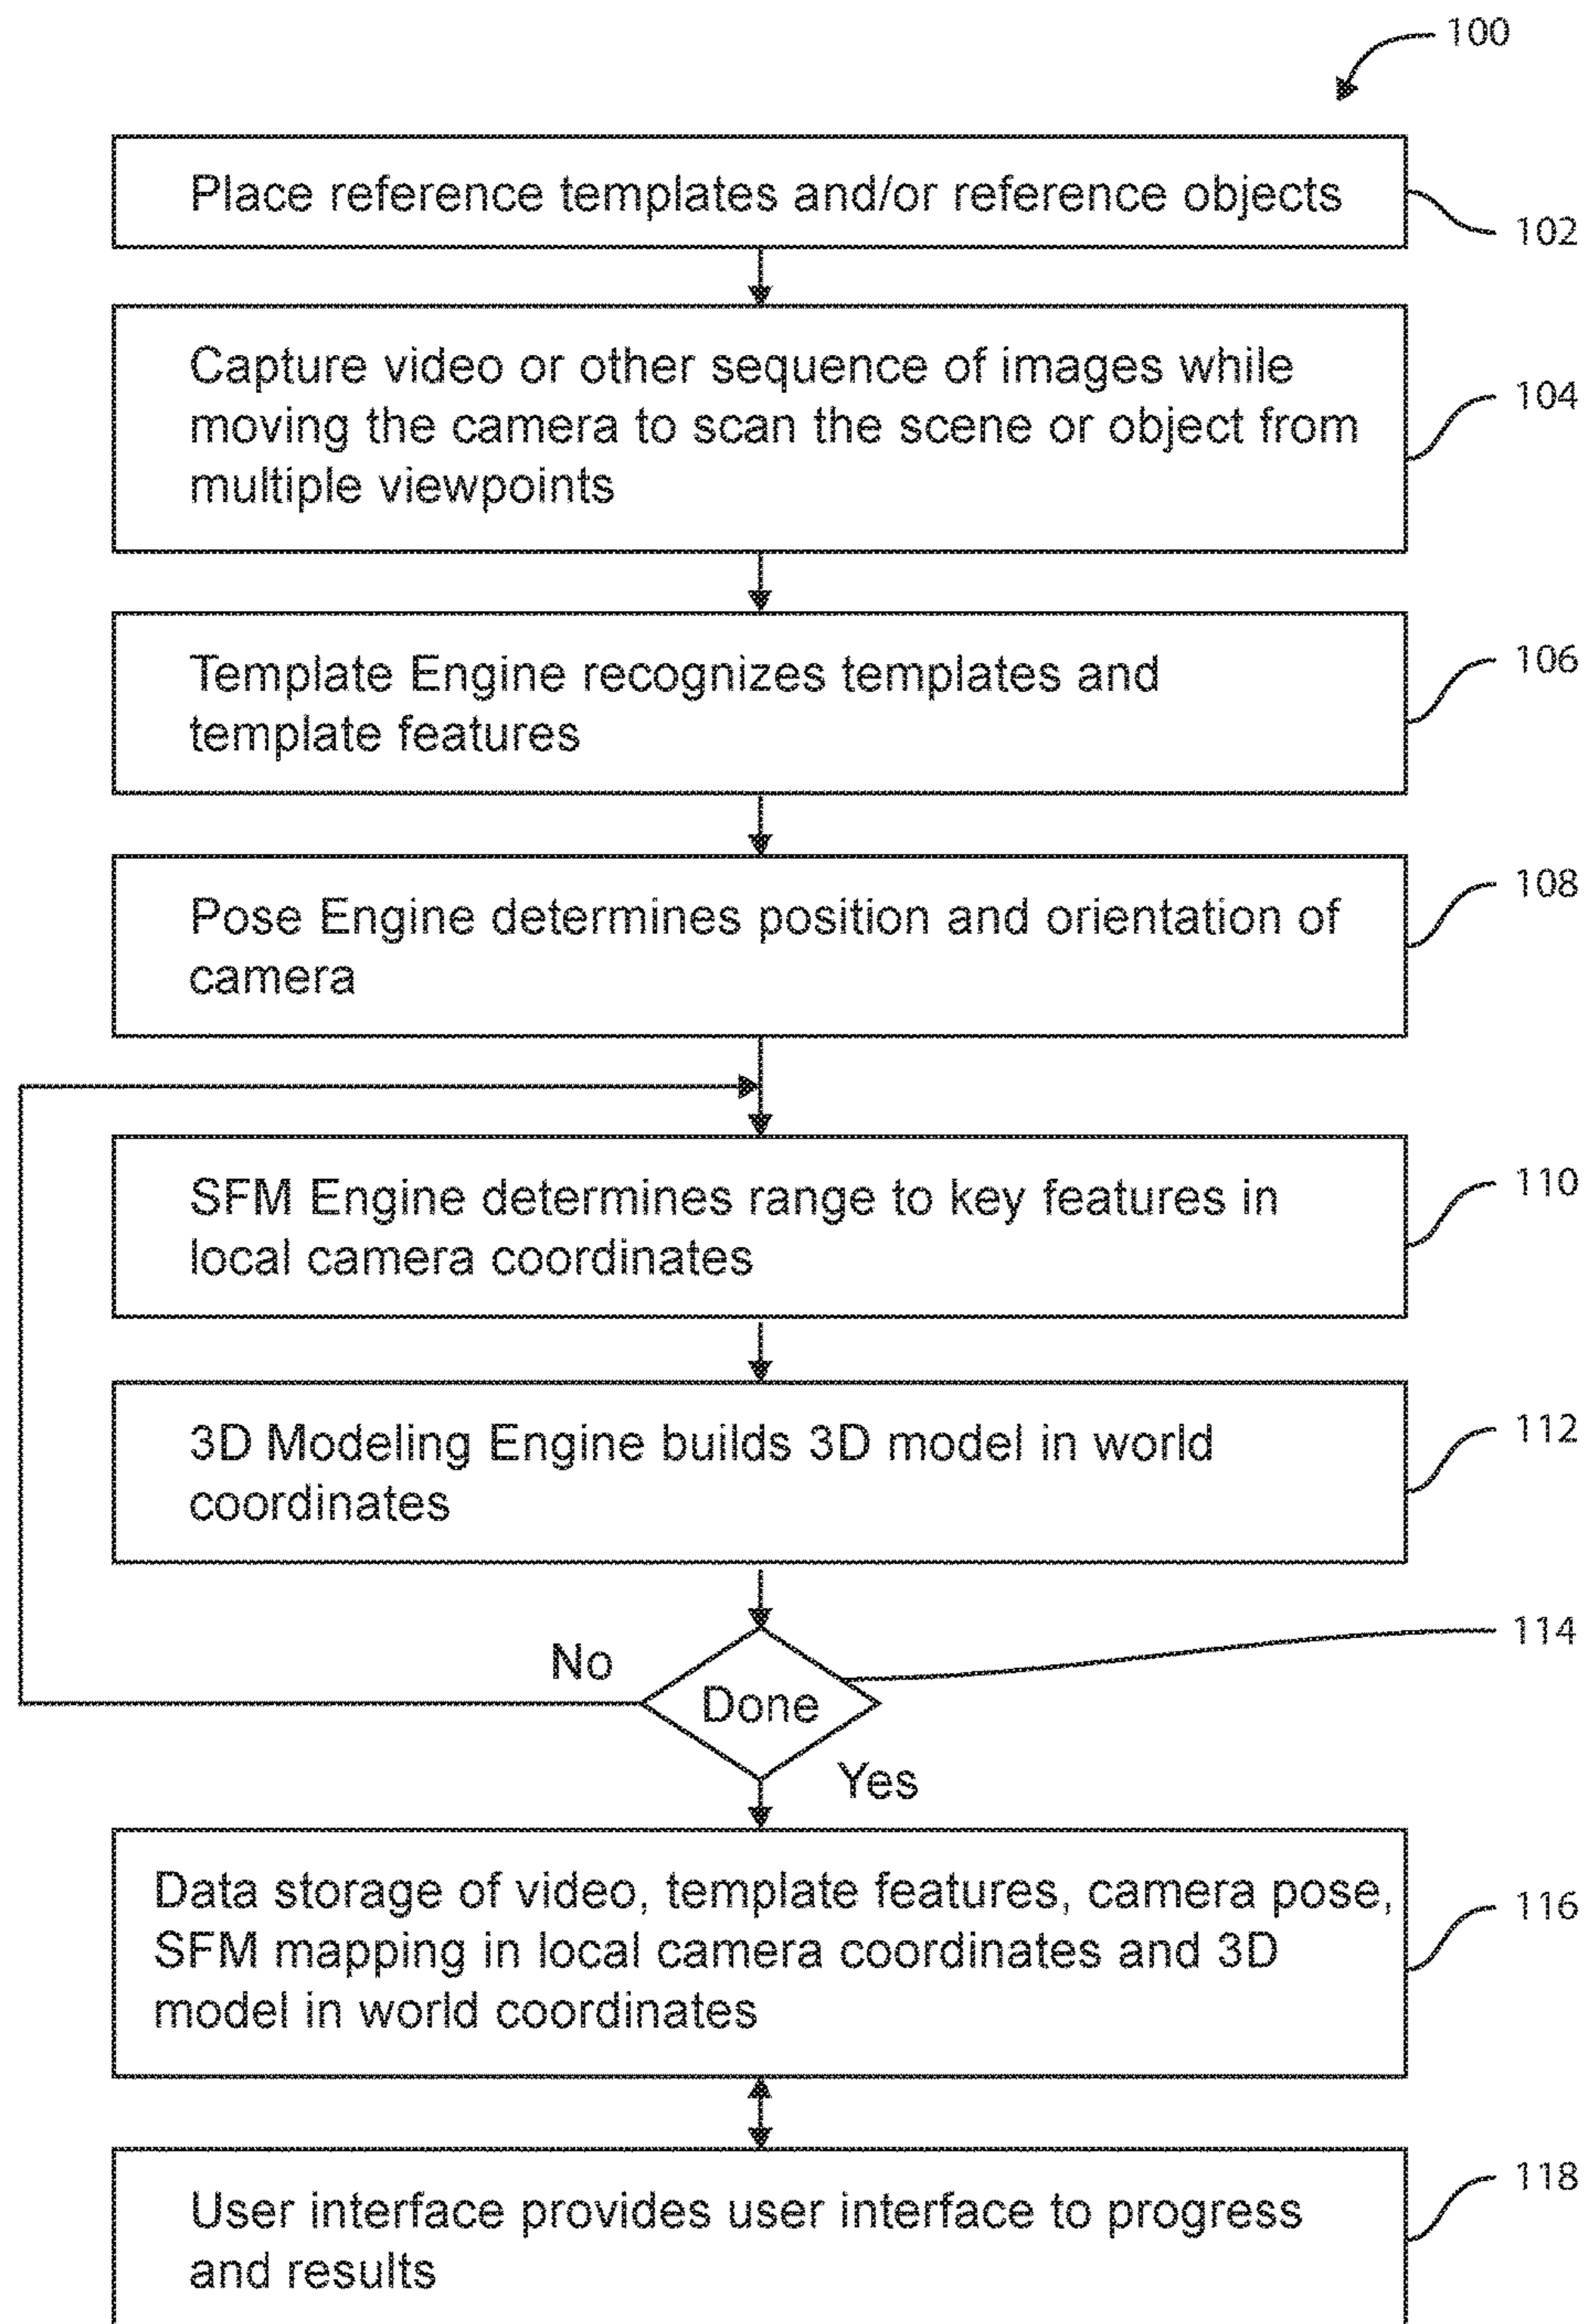 100
Place reference templates and/or reference objects
102
Capture video or other sequence of images while
moving the camera to scan the scene or object from
multiple viewpoints
104
Template Engine recognizes templates and
template features
106
Pose Engine determines position and orientation of
camera
108
SFM Engine determines range to key features in
local camera coordinates
110
3D Modeling Engine builds 3D model in world
coordinates
112
No
Done
114
Yes
Data storage of video, template features, camera pose,
SFM mapping in local camera coordinates and 3D
model in world coordinates
116
User interface provides user interface to progress
and results
118